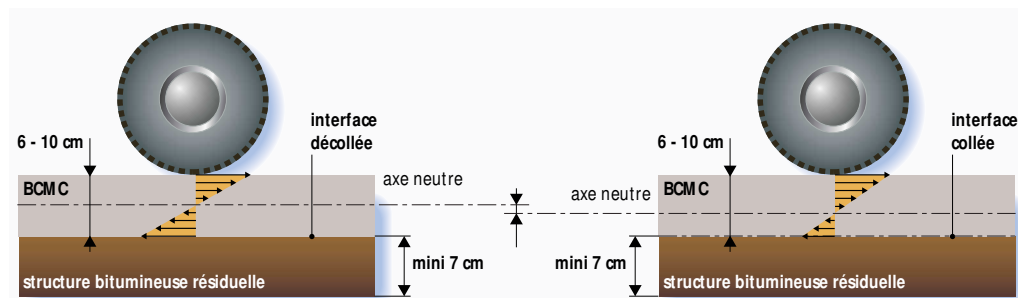 6 - 10 cm
interface
décollée
BCMC
axe neutre
mini 7 cm
structure bitumineuse résiduelle
6 - 10 cm
interface
collée
axe neutre
BCMC
mini 7 cm
structure bitumineuse résiduelle